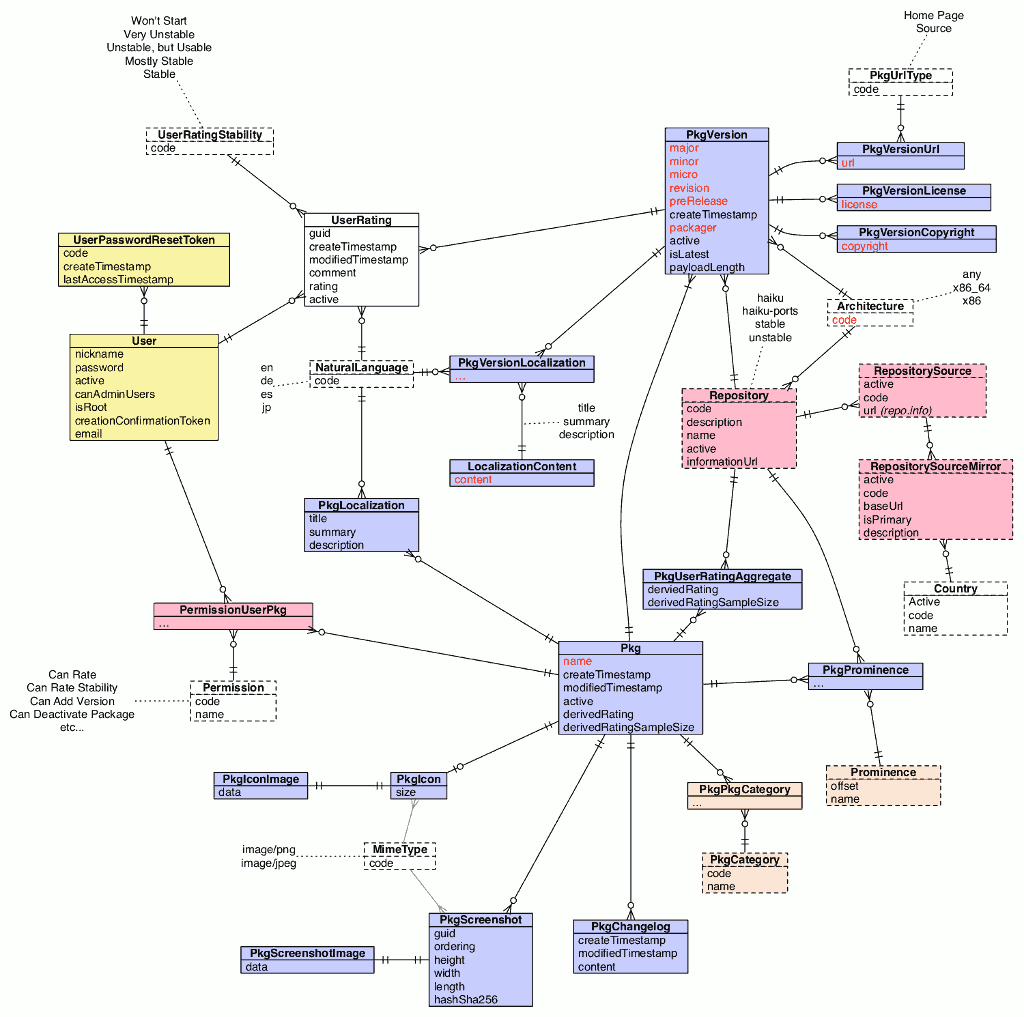 Won't Start
Very Unstable
Unstable, but Usable
Mostly Stable
Stable
Home Page
Source
PkgUrlType
code
UserRatingStability
code
PkgVersion
major
minor
micro
revision
preRelease
createTimestamp
packager
active
isLatest
payloadLength
PkgVersionUrl
url
PkgVersionLicense
license
PkgVersionCopyright
copyright
UserRating
guid
createTimestamp
modifiedTimestamp
comment
rating
active
UserPasswordResetToken
code
createTimestamp
lastAccessTimestamp
any
x86_64
x86
Architecture
code
haiku
haiku-ports
stable
unstable
User
nickname
password
active
canAdminUsers
isRoot
creationConfirmationToken
email
en
de
es
jp
NaturalLanguage
code
PkgVersionLocalization
...
title
summary
description
LocalizationContent
content
Repository
code
description
name
active
informationUrl
RepositorySource
active
code
url (repo.info)
RepositorySourceMirror
active
code
baseUrl
isPrimary
description
Country
Active
code
name
PkgLocalization
title
summary
description
PkgUserRatingAggregate
derviedRating
derivedRatingSampleSize
PermissionUserPkg
...
Can Rate
Can Rate Stability
Can Add Version
Can Deactivate Package
etc...
Permission
code
name
Pkg
name
createTimestamp
modifiedTimestamp
active
derivedRating
derivedRatingSampleSize
PkgProminence
...
Prominence
offset
name
PkgIconImage
data
PkgIcon
size
PkgPkgCategory
...
PkgCategory
code
name
image/png
image/jpeg
MimeType
code
PkgScreenshot
guid
ordering
height
width
length
hashSha256
PkgScreenshotImage
data
PkgChangelog
createTimestamp
modifiedTimestamp
content